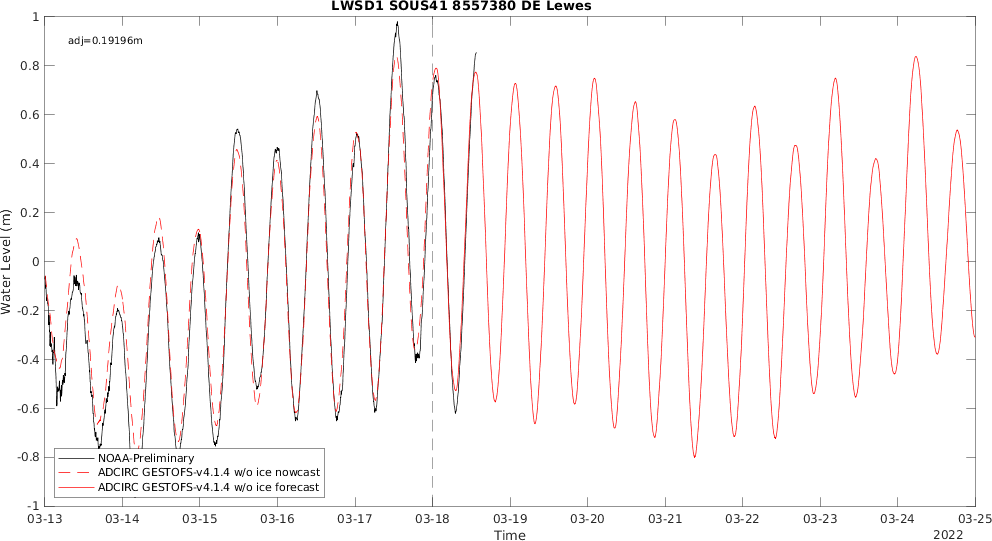 LWSD1 SOUS41 8557380 DE Lewes
adj=0.19196m
1
0.8
0.6
0.4
0.2
0
-0.2
-0.4
-0.6
-0.8
-1
Water Level (m)
NOAA-Preliminary
ADCIRC GESTOFS-v4.1.4 w/o ice nowcast
ADCIRC GESTOFS-v4.1.4 w/o ice forecast
03-13 03-14 03-15 03-16 03-17 03-18 03-19 03-20 03-21 03-22 03-23 03-24 03-25
Time
2022